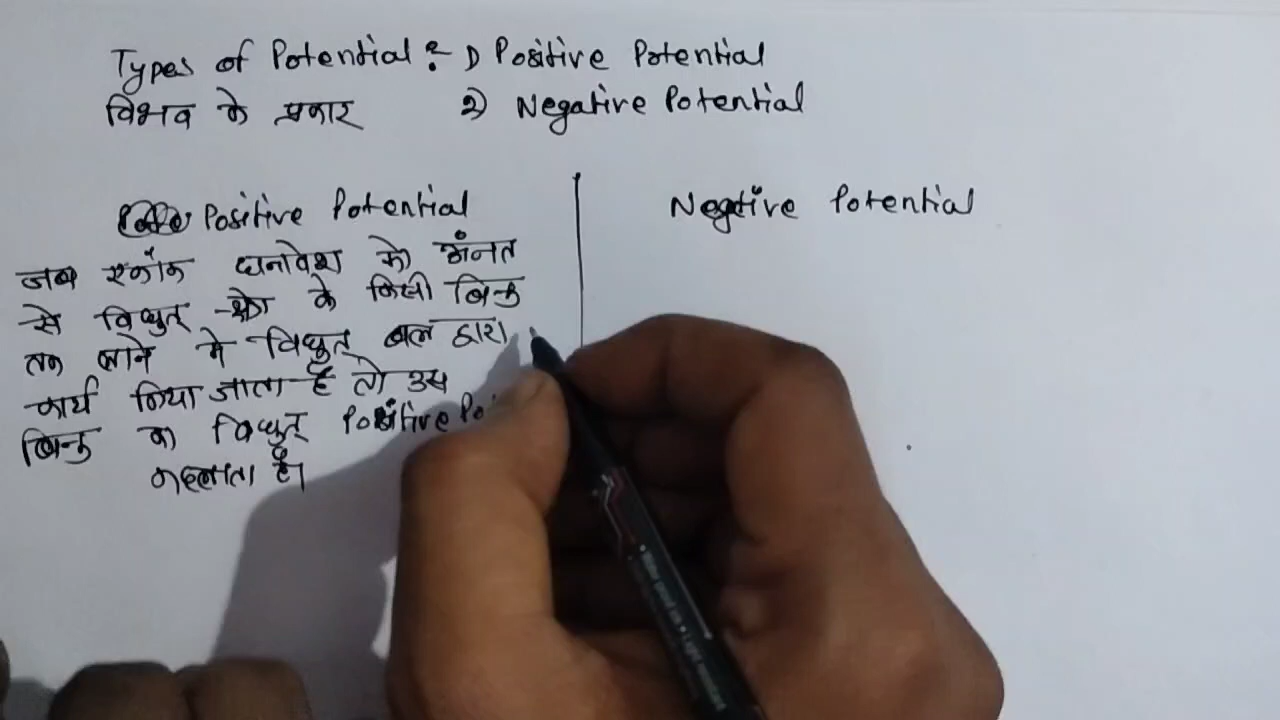 Types of Potential : 1) Positive Potential
विभव के प्रकार 2) Negative Potential
Positive Potential
जब एकाँक धनावेश को अंनत
से विधुत् क्षेत्र के किसी बिन्दु
तक लाने मे विधुत् बल द्वारा
कार्य किया जाता है तो उस
बिन्दु का विधुत् Positive
कहलाता है।
Negative Potential